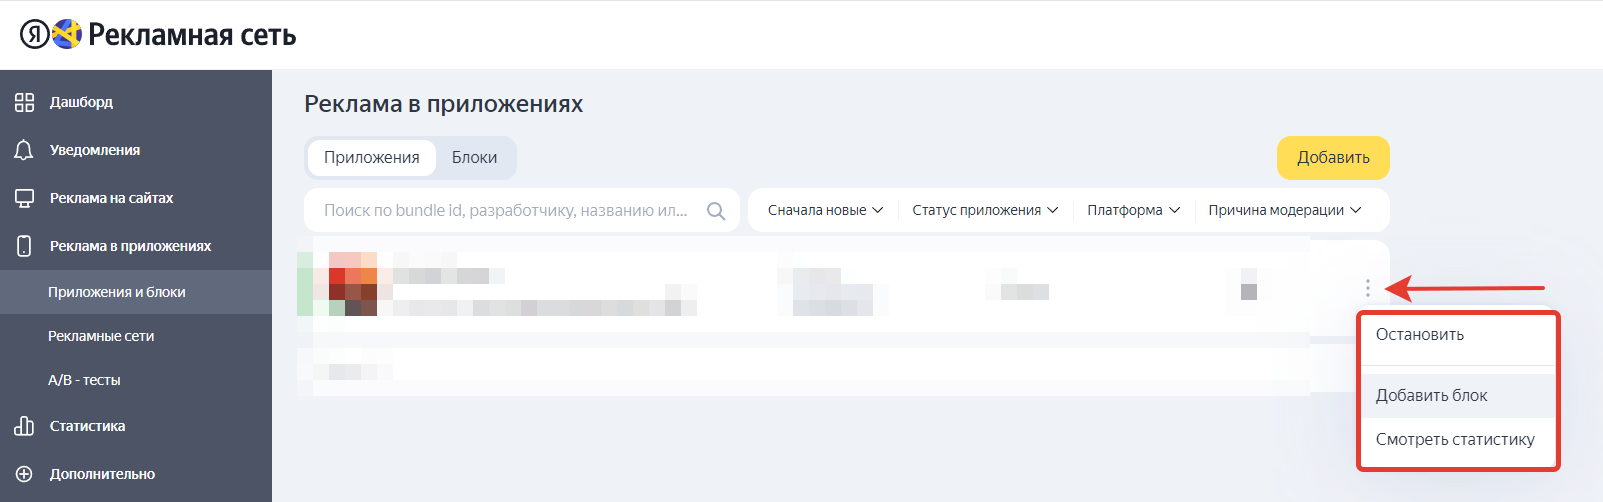 Я Рекламная сеть
Дашборд
Уведомления
Реклама на сайтах
Реклама в приложениях
Приложения и блоки
Рекламные сети
A/B - тесты
Статистика
Дополнительно
Реклама в приложениях
Приложения Блоки
Добавить
Поиск по bundle id, разработчику, названию ил...
Сначала новые Статус приложения Платформа Причина модерации
Остановить
Добавить блок
Смотреть статистику